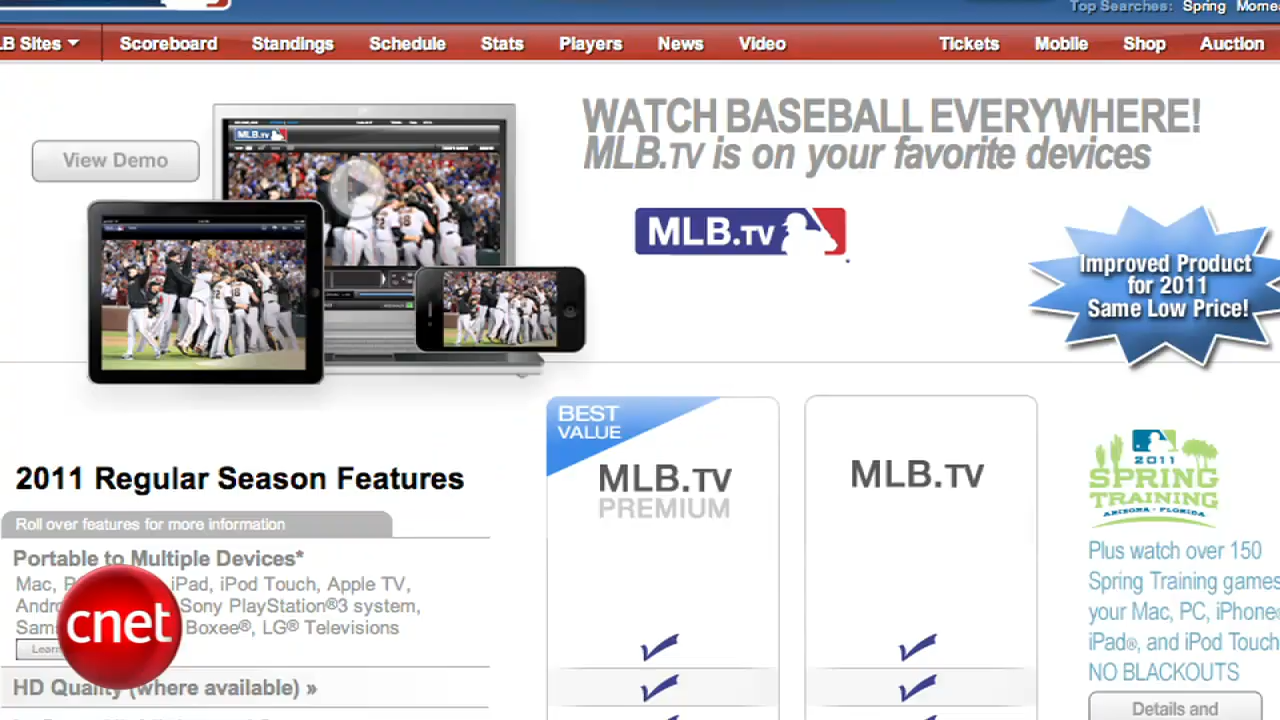 Top Searches: Spring
LB Sites
Scoreboard
Standings
Schedule
Stats
Players
News
Video
Tickets
Mobile
Shop
Auction
View Demo
MLB.TV
WATCH BASEBALL EVERYWHERE!
MLB.TV is on your favorite devices
MLB.TV
Improved Product
for 2011
Same Low Price!
BEST
VALUE
MLB.TV
PREMIUM
MLB.TV
2011 Regular Season Features
Roll over features for more information
Portable to Multiple Devices*
Mac, iPad, iPod Touch, Apple TV,
Sony PlayStation®3 system,
Boxee®, LG® Televisions
HD Quality (where available) »
cnet
2011
SPRING
TRAINING
ARIZONA • FLORIDA
Plus watch over 150
Spring Training games
your Mac, PC, iPhone®
iPad®, and iPod Touch
NO BLACKOUTS
Details and